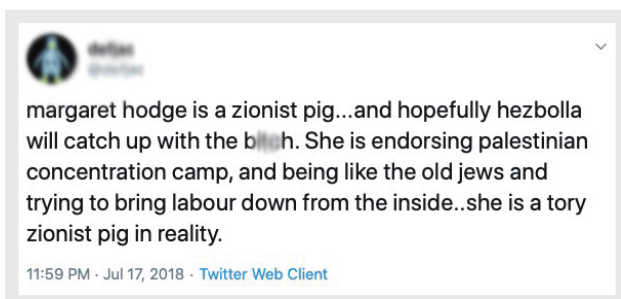 margaret hodge is a zionist pig...and hopefully hezbolla
will catch up with the b h. She is endorsing palestinian
concentration camp, and being like the old jews and
trying to bring labour down from the inside..she is a tory
zionist pig in reality.
11:59 PM · Jul 17, 2018 · Twitter Web Client